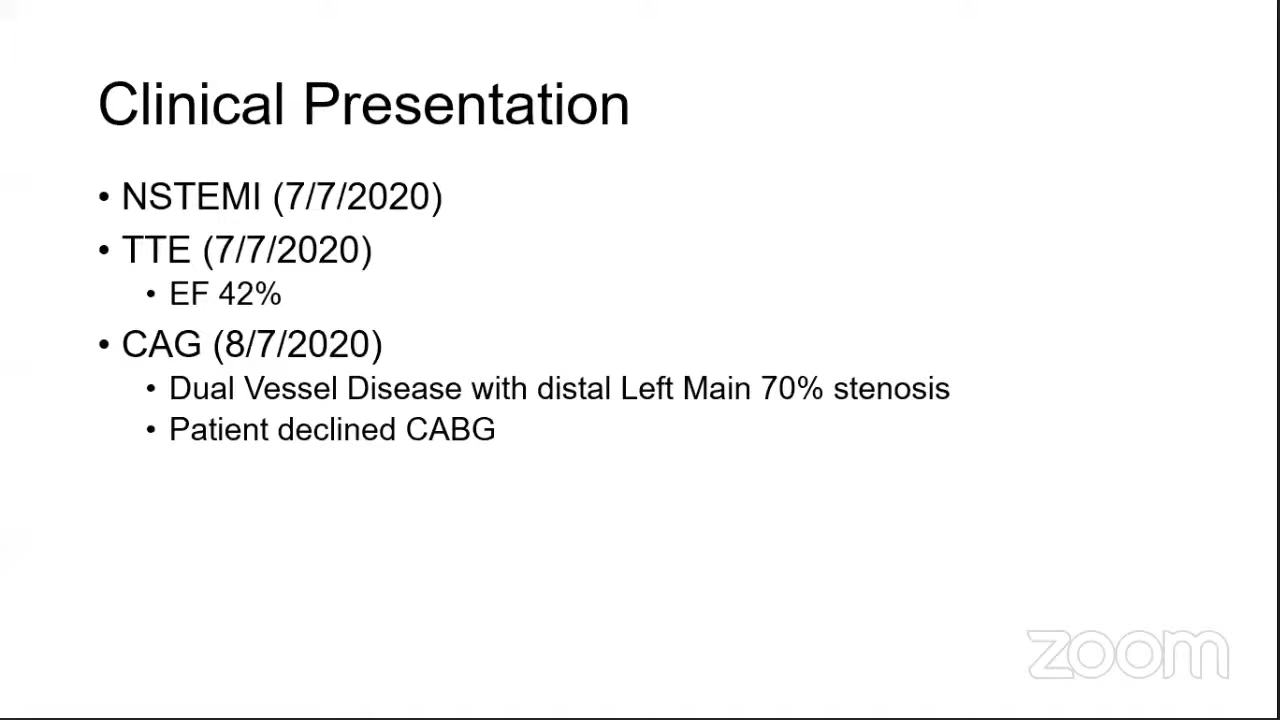 Clinical Presentation
• NSTEMI (7/7/2020)
• TTE (7/7/2020)
• EF 42%
• CAG (8/7/2020)
• Dual Vessel Disease with distal Left Main 70% stenosis
• Patient declined CABG
zoom